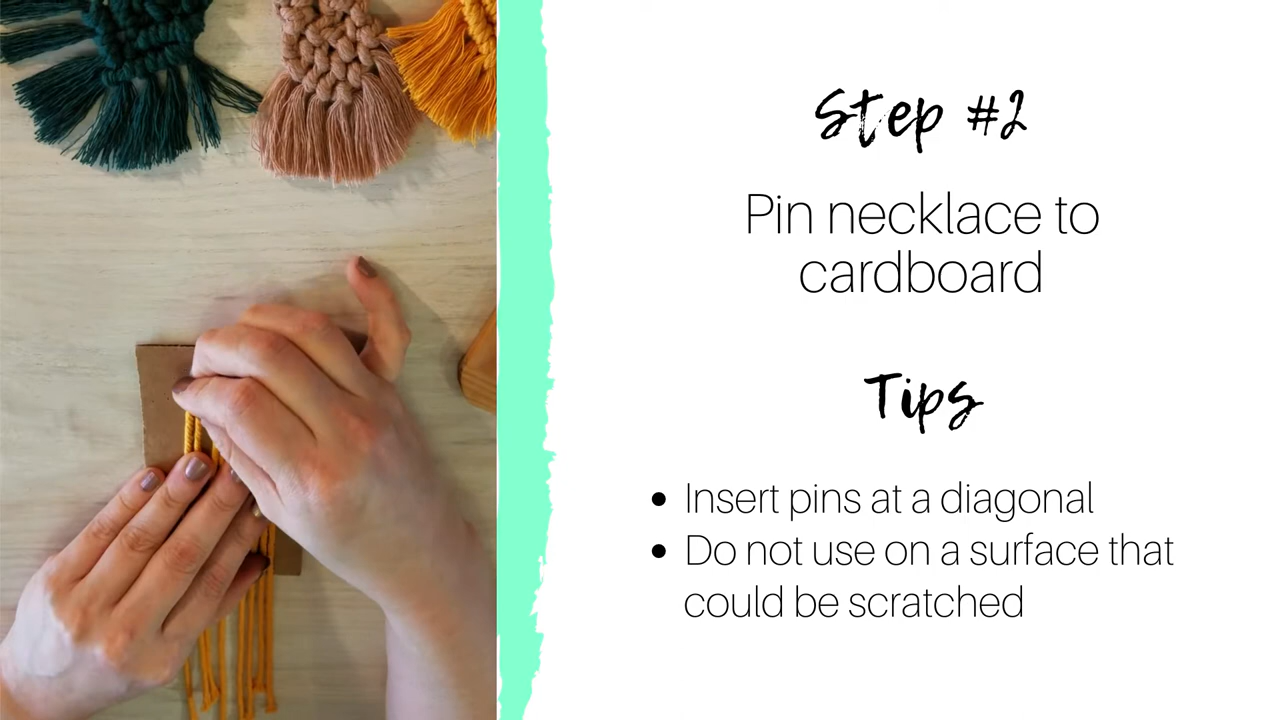 Step #2
Pin necklace to
cardboard
Tips
• Insert pins at a diagonal
• Do not use on a surface that
could be scratched